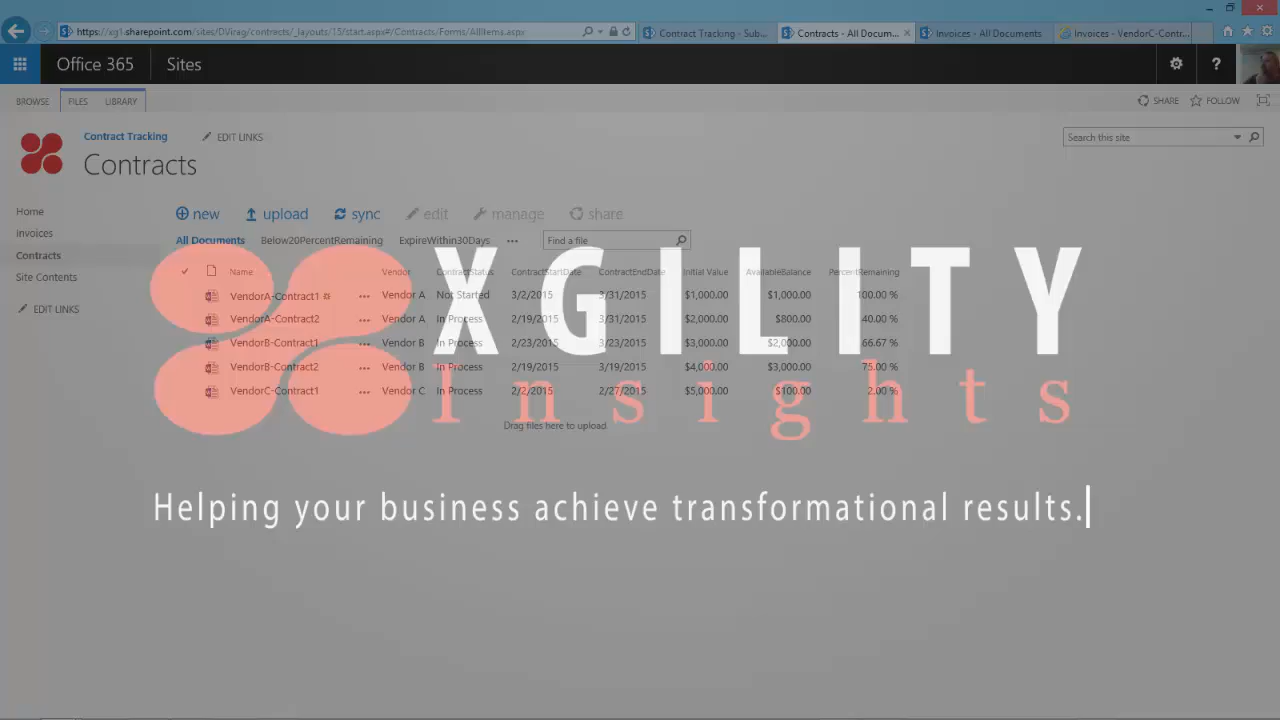 https://xg1.sharepoint.com/sites/DVirag/contracts/_layouts/15/start.aspx#/Contracts/Forms/AllItems.aspx
Contract Tracking - Sub...
Contracts - All Docum...
Invoices - All Documents
Invoices - VendorC-Contr...
Office 365
Sites
?
BROWSE
FILES
LIBRARY
SHARE
FOLLOW
Contract Tracking
EDIT LINKS
Search this site
Contracts
Home
Invoices
Contracts
Site Contents
EDIT LINKS
new upload sync edit manage share
All Documents Below20PercentRemaining ExpireWithin30Days ... Find a file
Name Vendor ContractStatus ContractStartDate ContractEndDate Initial Value AvailableBalance PercentRemaining
VendorA-Contract1 ... Vendor A Not Started 3/2/2015 3/31/2015 $1,000.00 $1,000.00 100.00 %
VendorA-Contract2 ... Vendor A In Process 2/19/2015 3/31/2015 $2,000.00 $800.00 40.00 %
VendorB-Contract1 ... Vendor B In Process 2/23/2015 3/23/2015 $3,000.00 $2,000.00 66.67 %
VendorB-Contract2 ... Vendor B In Process 2/19/2015 3/19/2015 $4,000.00 $3,000.00 75.00 %
VendorC-Contract1 ... Vendor C In Process 2/2/2015 2/27/2015 $5,000.00 $100.00 2.00 %
Drag files here to upload
XGILITY
Insights
Helping your business achieve transformational results.